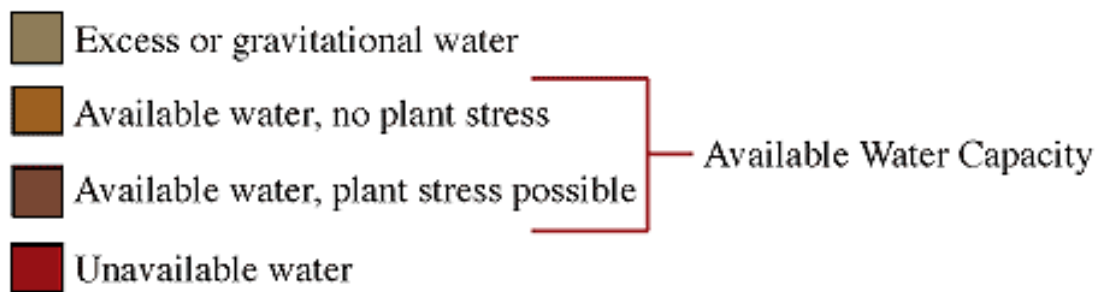 Excess or gravitational water
Available water, no plant stress
Available Water Capacity
Available water, plant stress possible
Unavailable water